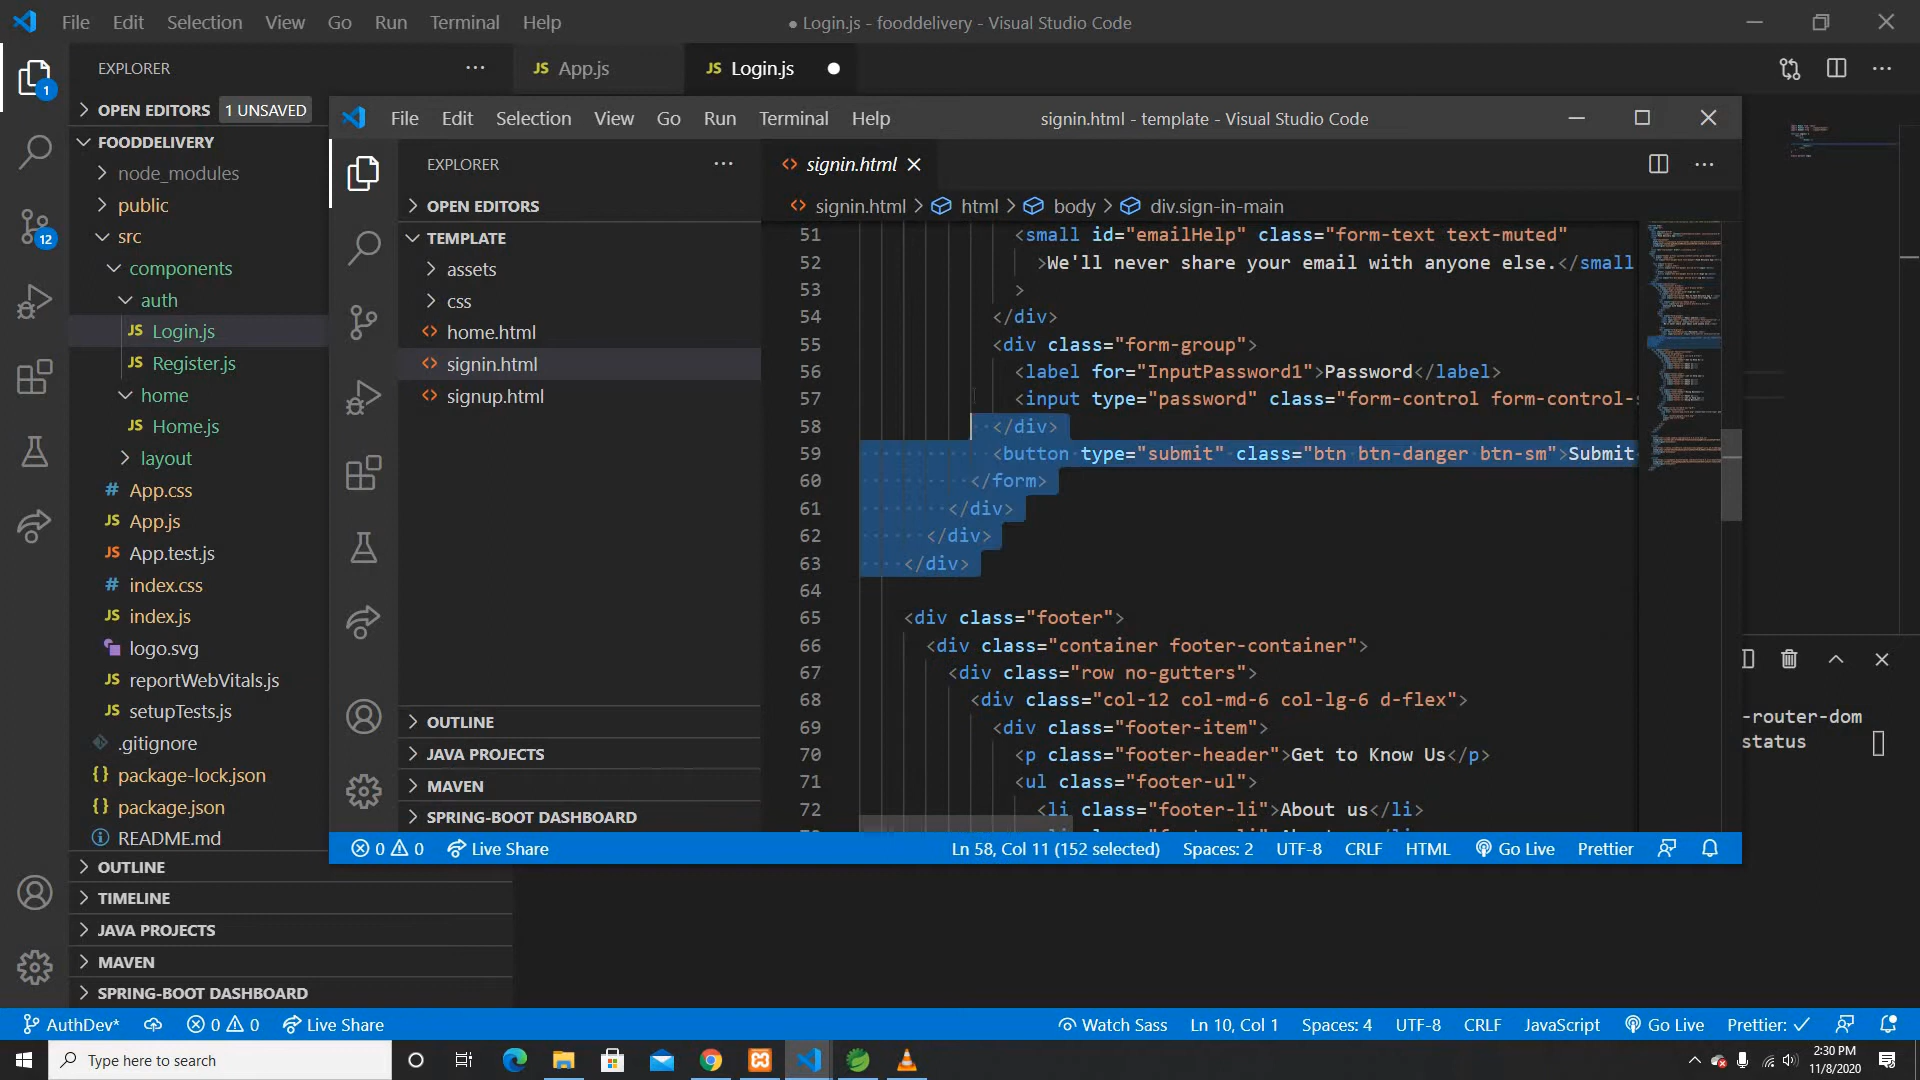 File Edit Selection View Go Run Terminal Help
● Login.js - fooddelivery - Visual Studio Code
EXPLORER
JS App.js
JS Login.js
OPEN EDITORS 1 UNSAVED
FOODDELIVERY
node_modules
public
src
components
auth
JS Login.js
JS Register.js
home
JS Home.js
layout
# App.css
JS App.js
JS App.test.js
# index.css
JS index.js
logo.svg
JS reportWebVitals.js
JS setupTests.js
.gitignore
{} package-lock.json
{} package.json
README.md
OUTLINE
TIMELINE
JAVA PROJECTS
MAVEN
SPRING-BOOT DASHBOARD
1
12
File Edit Selection View Go Run Terminal Help
signin.html - template - Visual Studio Code
EXPLORER
OPEN EDITORS
TEMPLATE
assets
css
<> home.html
<> signin.html
<> signup.html
OUTLINE
JAVA PROJECTS
MAVEN
SPRING-BOOT DASHBOARD
<> signin.html
<> signin.html > html > body > div.sign-in-main
51 <small id="emailHelp" class="form-text text-muted"
52 >We'll never share your email with anyone else.</small
53 >
54 </div>
55 <div class="form-group">
56 <label for="InputPassword1">Password</label>
57 <input type="password" class="form-control form-control-
58 </div>
59 <button type="submit" class="btn btn-danger btn-sm">Submit
60 </form>
61 </div>
62 </div>
63 </div>
64
65 <div class="footer">
66 <div class="container footer-container">
67 <div class="row no-gutters">
68 <div class="col-12 col-md-6 col-lg-6 d-flex">
69 <div class="footer-item">
70 <p class="footer-header">Get to Know Us</p>
71 <ul class="footer-ul">
72 <li class="footer-li">About us</li>
0 0 Live Share
Ln 58, Col 11 (152 selected) Spaces: 2 UTF-8 CRLF HTML Go Live Prettier
-router-dom
status
AuthDev* 0 0 Live Share
Watch Sass Ln 10, Col 1 Spaces: 4 UTF-8 CRLF JavaScript Go Live Prettier: ✓
Type here to search
2:30 PM
11/8/2020